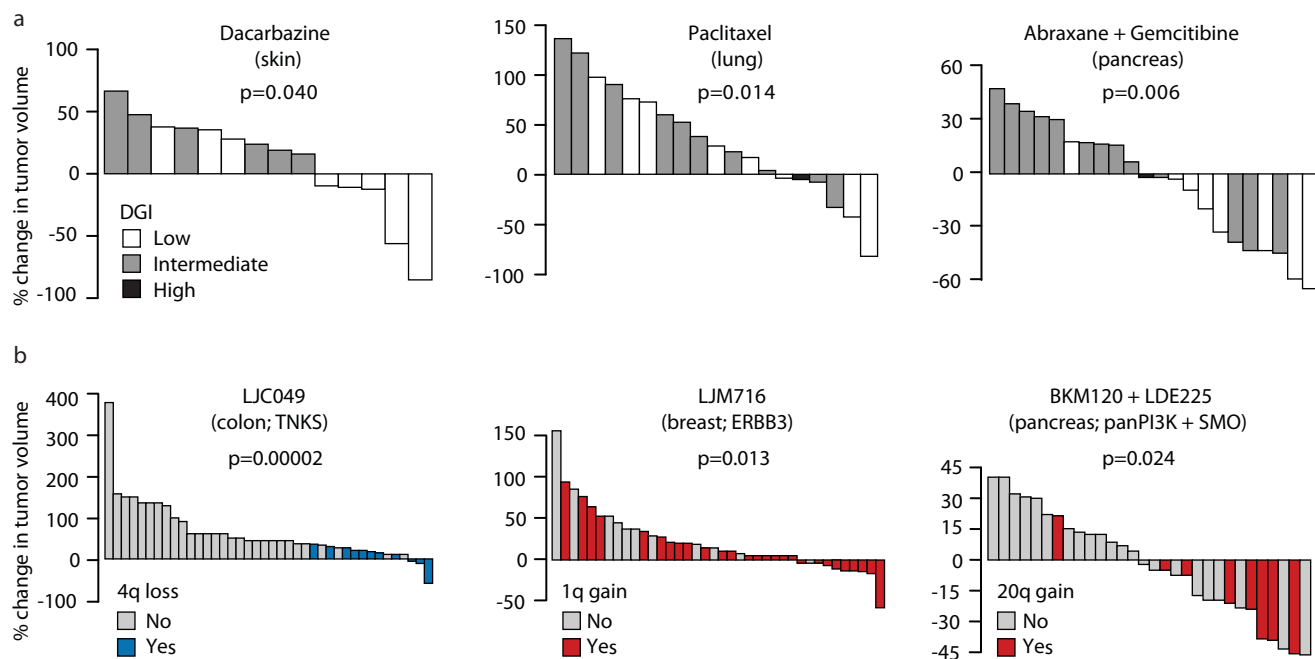 a
Dacarbazine
(skin)
p=0.040
% change in tumor volume
100
50
0
-50
-100
DGI
Low
Intermediate
High
Paclitaxel
(lung)
p=0.014
150
100
50
0
-50
-100
Abraxane + Gemcitibine
(pancreas)
p=0.006
60
30
0
-30
-60
b
LJC049
(colon; TNKS)
p=0.00002
% change in tumor volume
400
300
200
100
0
-100
4q loss
No
Yes
LJM716
(breast; ERBB3)
p=0.013
150
100
50
0
-50
1q gain
No
Yes
BKM120 + LDE225
(pancreas; panPI3K + SMO)
p=0.024
45
30
15
0
-15
-30
-45
20q gain
No
Yes